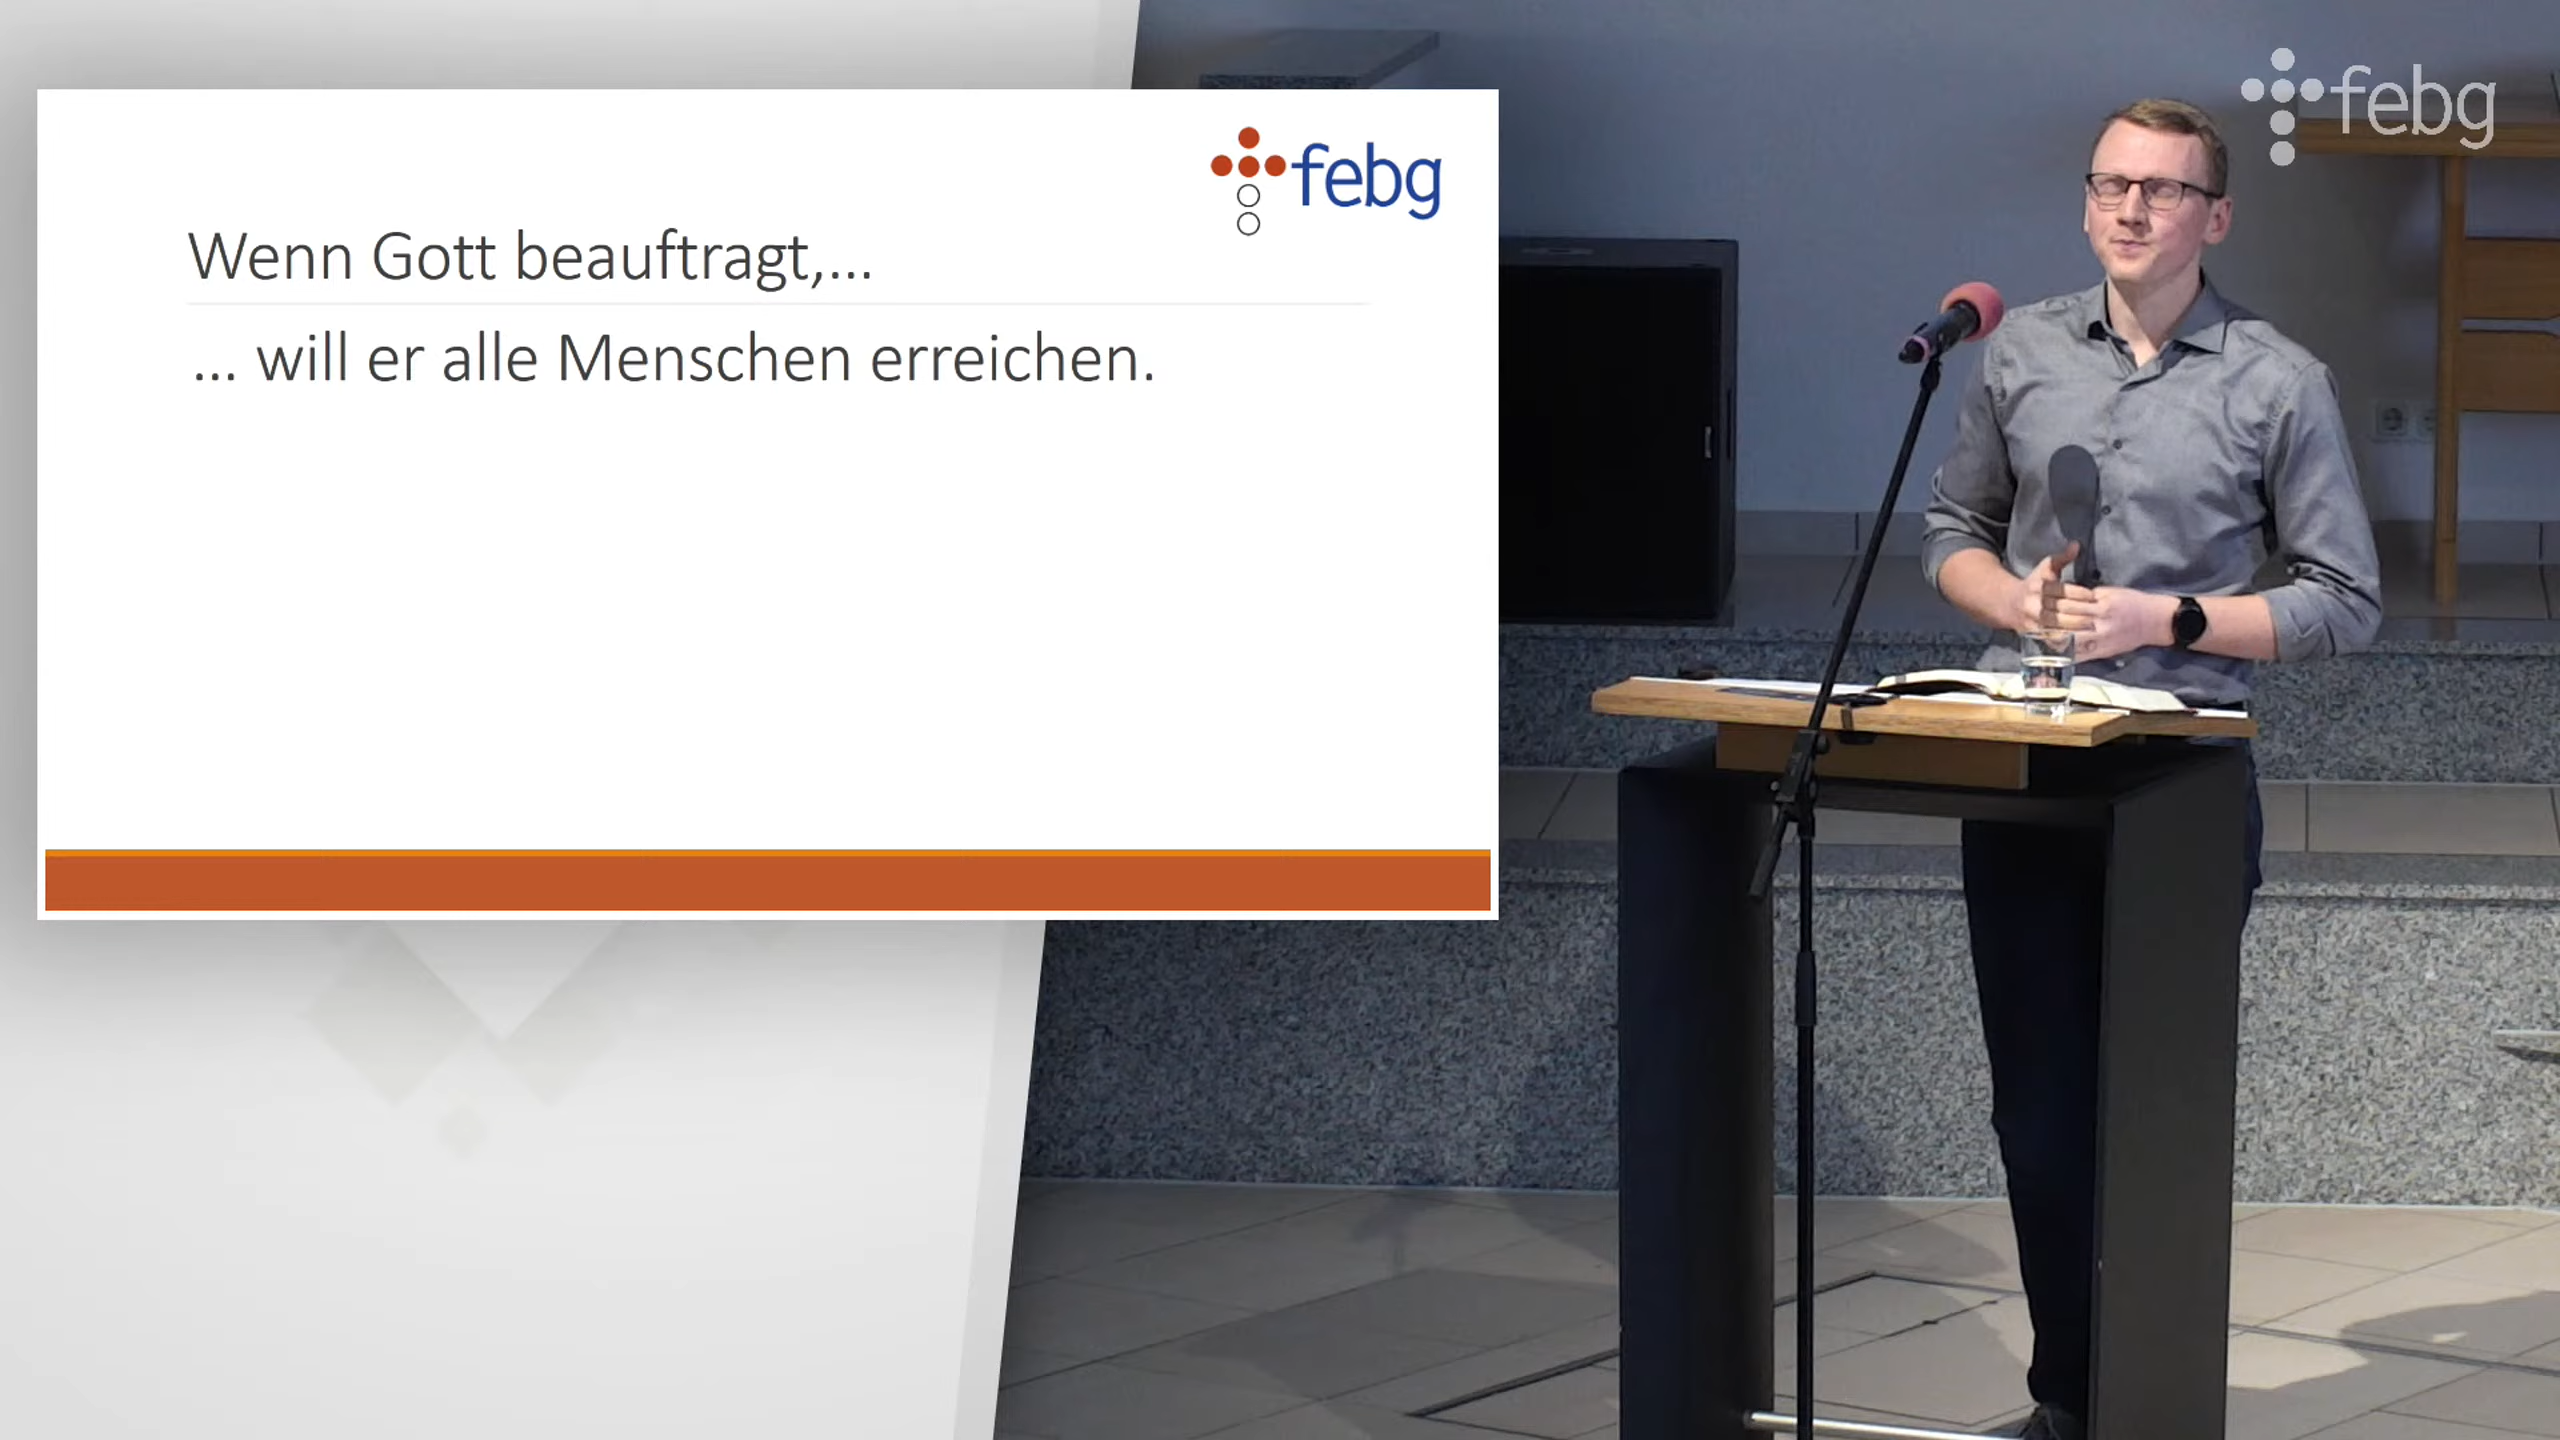 febg
Wenn Gott beauftragt,...
... will er alle Menschen erreichen.
febg